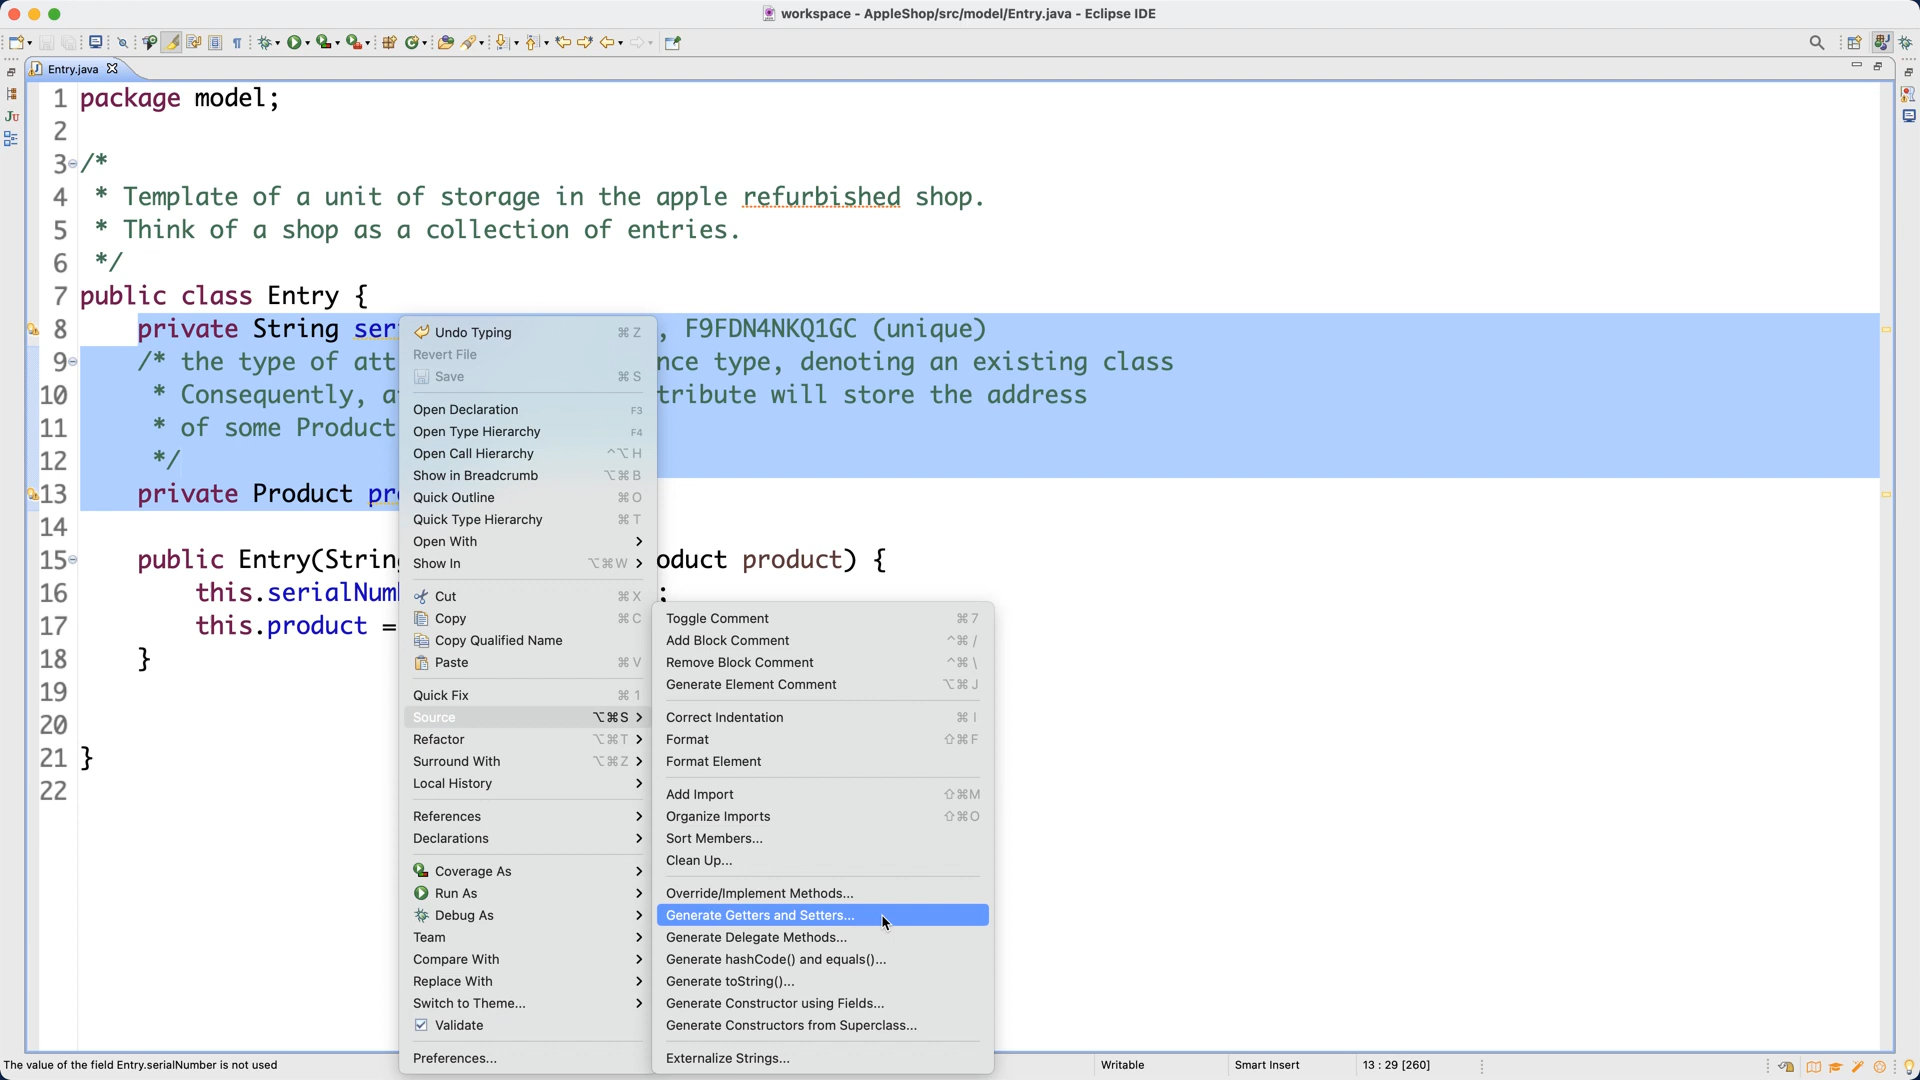 workspace - AppleShop/src/model/Entry.java - Eclipse IDE
Entry.java
1 package model;
2
3 /*
4 * Template of a unit of storage in the apple refurbished shop.
5 * Think of a shop as a collection of entries.
6 */
7 public class Entry {
8 private String ser , F9FDN4NKQ1GC (unique)
9 /* the type of att nce type, denoting an existing class
10 * Consequently, a tribute will store the address
11 * of some Product
12 */
13 private Product pro
14
15 public Entry(String oduct product) {
16 this.serialNum ;
17 this.product =
18 }
19
20
21 }
22
Undo Typing ⌘ Z
Revert File
Save ⌘ S
Open Declaration F3
Open Type Hierarchy F4
Open Call Hierarchy ^⌥ H
Show in Breadcrumb ⌥⌘ B
Quick Outline ⌘ O
Quick Type Hierarchy ⌘ T
Open With
Show In ⌥⌘ W
Cut ⌘ X
Copy ⌘ C
Copy Qualified Name
Paste ⌘ V
Quick Fix ⌘ 1
Source ⌥⌘ S
Refactor ⌥⌘ T
Surround With ⌥⌘ Z
Local History
References
Declarations
Coverage As
Run As
Debug As
Team
Compare With
Replace With
Switch to Theme...
Validate
Preferences...
Toggle Comment ⌘ 7
Add Block Comment ^⌘ /
Remove Block Comment ^⌘ \
Generate Element Comment ⌥⌘ J
Correct Indentation ⌘ I
Format ⇧⌘ F
Format Element
Add Import ⇧⌘ M
Organize Imports ⇧⌘ O
Sort Members...
Clean Up...
Override/Implement Methods...
Generate Getters and Setters...
Generate Delegate Methods...
Generate hashCode() and equals()...
Generate toString()...
Generate Constructor using Fields...
Generate Constructors from Superclass...
Externalize Strings...
The value of the field Entry.serialNumber is not used
Writable
Smart Insert
13 : 29 [260]